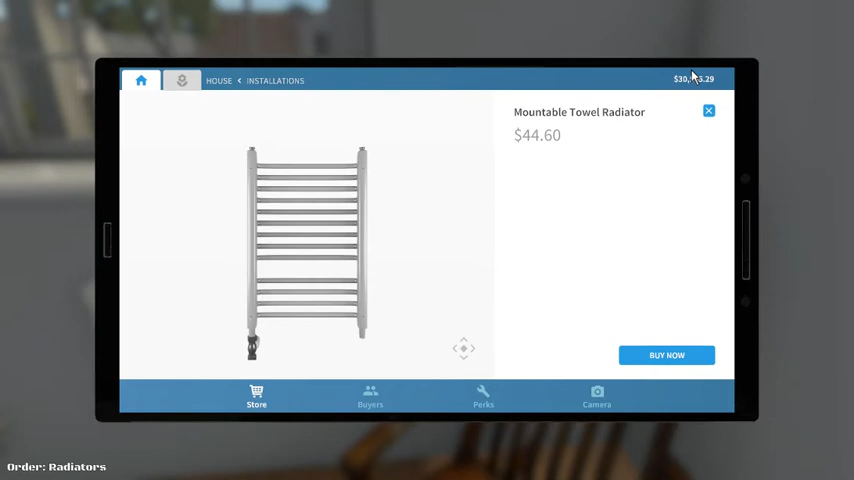 HOUSE < INSTALLATIONS
Mountable Towel Radiator
$44.60
BUY NOW
Store
Buyers
Perks
Camera
Order: Radiators